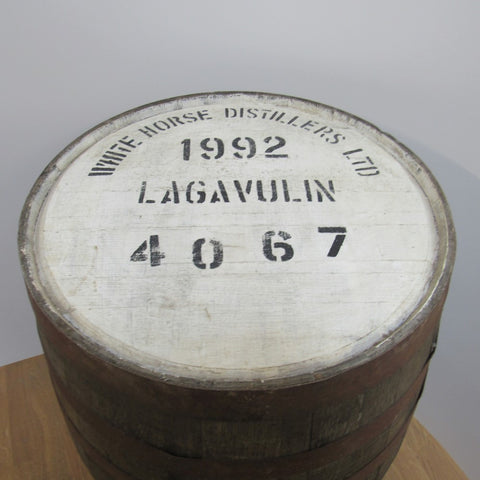 WHITE HORSE DISTILLERS LTD
1992
LAGAVULIN
4067